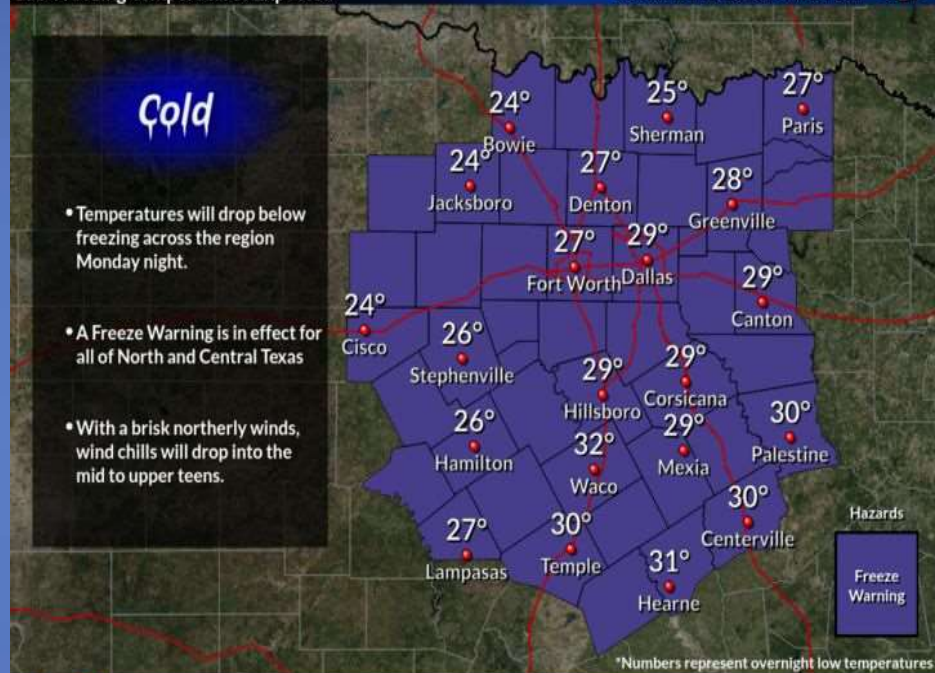 Cold
• Temperatures will drop below
freezing across the region
Monday night.
• A Freeze Warning is in effect for
all of North and Central Texas
• With a brisk northerly winds,
wind chills will drop into the
mid to upper teens.
24°
Bowie
25°
Sherman
27°
Paris
24°
Jacksboro
27°
Denton
28°
Greenville
27°
Fort Worth
29°
Dallas
29°
Canton
24°
Cisco
26°
Stephenville
29°
Hillsboro
29°
Corsicana
26°
Hamilton
32°
Waco
29°
Mexia
30°
Palestine
27°
Lampasas
30°
Temple
30°
Centerville
31°
Hearne
Hazards
Freeze
Warning
*Numbers represent overnight low temperatures